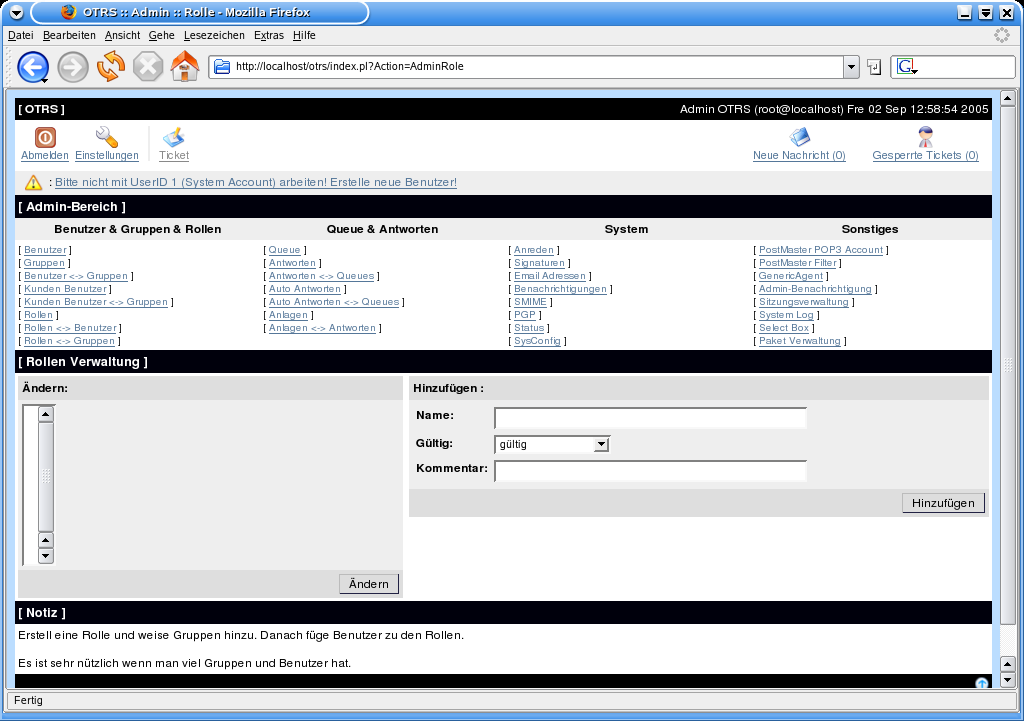 OTRS :: Admin :: Rolle - Mozilla Firefox
Datei Bearbeiten Ansicht Gehe Lesezeichen Extras Hilfe
http://localhost/otrs/index.pl?Action=AdminRole
G
[ OTRS ] Admin OTRS (root@localhost) Fre 02 Sep 12:58:54 2005
Abmelden Einstellungen Ticket Neue Nachricht (0) Gesperrte Tickets (0)
: Bitte nicht mit UserID 1 (System Account) arbeiten! Erstelle neue Benutzer!
[ Admin-Bereich ]
Benutzer & Gruppen & Rollen Queue & Antworten System Sonstiges
[ Benutzer ] [ Queue ] [ Anreden ] [ PostMaster POP3 Account ]
[ Gruppen ] [ Antworten ] [ Signaturen ] [ PostMaster Filter ]
[ Benutzer <-> Gruppen ] [ Antworten <-> Queues ] [ Email Adressen ] [ GenericAgent ]
[ Kunden Benutzer ] [ Auto Antworten ] [ Benachrichtigungen ] [ Admin-Benachrichtigung ]
[ Kunden Benutzer <-> Gruppen ] [ Auto Antworten <-> Queues ] [ SMIME ] [ Sitzungsverwaltung ]
[ Rollen ] [ Anlagen ] [ PGP ] [ System Log ]
[ Rollen <-> Benutzer ] [ Anlagen <-> Antworten ] [ Status ] [ Select Box ]
[ Rollen <-> Gruppen ] [ SysConfig ] [ Paket Verwaltung ]
[ Rollen Verwaltung ]
Ändern: Hinzufügen :
Name:
Gültig: gültig
Kommentar:
Hinzufügen
Ändern
[ Notiz ]
Erstell eine Rolle und weise Gruppen hinzu. Danach füge Benutzer zu den Rollen.
Es ist sehr nützlich wenn man viel Gruppen und Benutzer hat.
Fertig